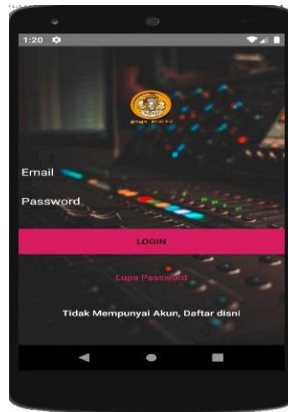 1:20
Email
Password
LOGIN
Lupa Password
Tidak Mempunyai Akun, Daftar disni